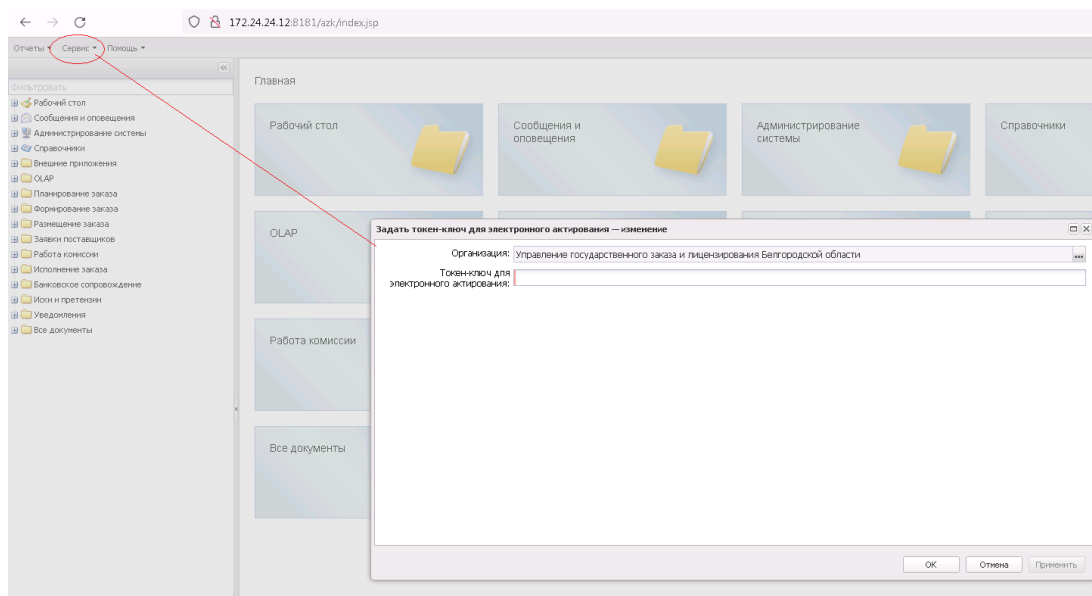 172.24.24.12:8181/azk/index.jsp
Отчеты Сервис Помощь
Фильтровать
Рабочий стол
Сообщения и оповещения
Администрирование системы
Справочники
Внешние приложения
OLAP
Планирование заказа
Формирование заказа
Размещение заказа
Заявки поставщиков
Работа комиссии
Исполнение заказа
Банковское сопровождение
Иски и претензии
Уведомления
Все документы
Главная
Рабочий стол
Сообщения и
оповещения
Администрирование
системы
Справочники
OLAP
Работа комиссии
Все документы
Задать токен-ключ для электронного актирования — изменение
Организация: Управление государственного заказа и лицензирования Белгородской области
...
Токен-ключ для
электронного актирования:
ОК Отмена Применить